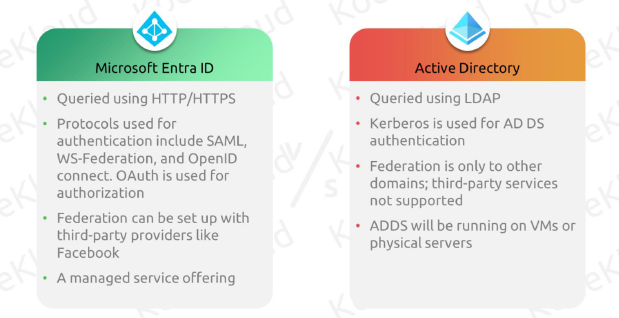 Microsoft Entra ID
• Queried using HTTP/HTTPS
• Protocols used for
authentication include SAML,
WS-Federation, and OpenID
connect. OAuth is used for
authorization
• Federation can be set up with
third-party providers like
Facebook
• A managed service offering
V
S
Active Directory
• Queried using LDAP
• Kerberos is used for AD DS
authentication
• Federation is only to other
domains; third-party services
not supported
• ADDS will be running on VMs or
physical servers